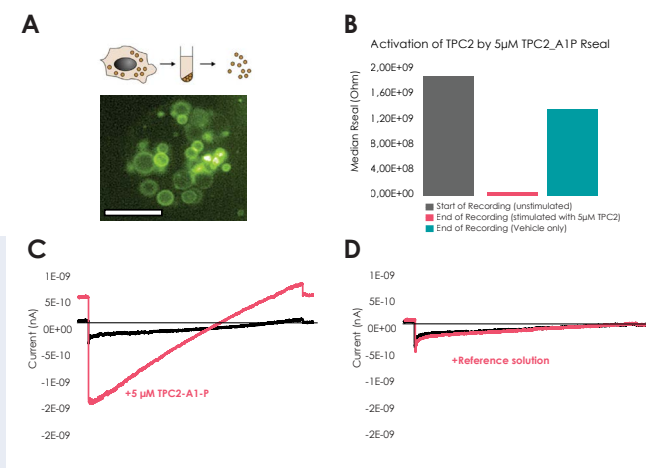 A
B
Activation of TPC2 by 5µM TPC2_A1P Rseal
Median Rseal (Ohm)
2,00E+09
1,60E+09
1,20E+09
8,00E+08
4,00E+08
0,00E+00
Start of Recording (unstimulated)
End of Recording (stimulated with 5µM TPC2)
End of Recording (Vehicle only)
C
Current (nA)
1E-09
5E-10
0E+00
-5E-10
-1E-09
-2E-09
-2E-09
+5 µM TPC2-A1-P
D
Current (nA)
1E-09
5E-10
0E+00
-5E-10
-1E-09
-2E-09
-2E-09
+Reference solution